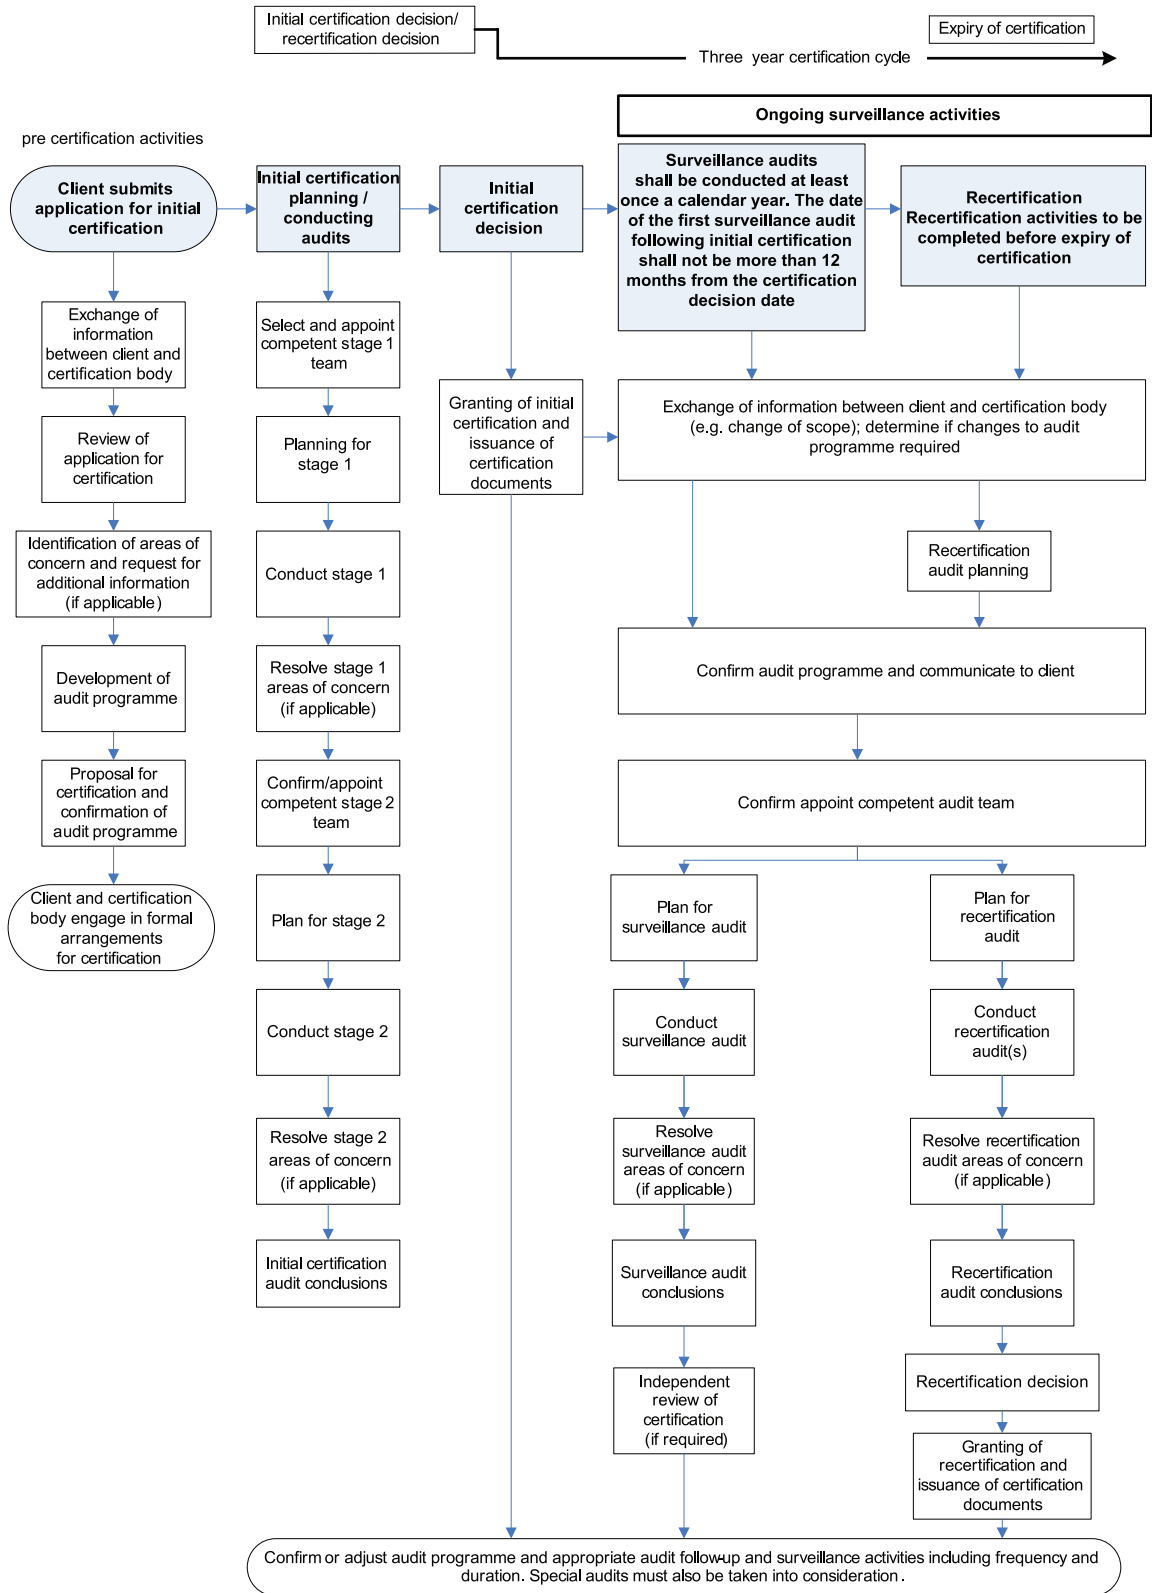 Initial certification decision/
recertification decision
Expiry of certification
Three year certification cycle
Ongoing surveillance activities
pre certification activities
Client submits
application for initial
certification
Initial certification
planning /
conducting
audits
Initial
certification
decision
Surveillance audits
shall be conducted at least
once a calendar year. The date
of the first surveillance audit
following initial certification
shall not be more than 12
months from the certification
decision date
Recertification
Recertification activities to be
completed before expiry of
certification
Exchange of
information
between client and
certification body
Review of
application for
certification
Identification of areas of
concern and request for
additional information
(if applicable)
Development of
audit programme
Proposal for
certification and
confirmation of
audit programme
Client and certification
body engage in formal
arrangements
for certification
Select and appoint
competent stage 1
team
Planning for
stage 1
Conduct stage 1
Resolve stage 1
areas of concern
(if applicable)
Confirm/appoint
competent stage 2
team
Plan for stage 2
Conduct stage 2
Resolve stage 2
areas of concern
(if applicable)
Initial certification
audit conclusions
Granting of initial
certification and
issuance of
certification
documents
Exchange of information between client and certification body
(e.g. change of scope); determine if changes to audit
programme required
Recertification
audit planning
Confirm audit programme and communicate to client
Confirm appoint competent audit team
Plan for
surveillance audit
Conduct
surveillance audit
Resolve
surveillance audit
areas of concern
(if applicable)
Surveillance audit
conclusions
Independent
review of
certification
(if required)
Plan for
recertification
audit
Conduct
recertification
audit(s)
Resolve recertification
audit areas of concern
(if applicable)
Recertification
audit conclusions
Recertification decision
Granting of
recertification and
issuance of certification
documents
Confirm or adjust audit programme and appropriate audit follow-up and surveillance activities including frequency and
duration. Special audits must also be taken into consideration.